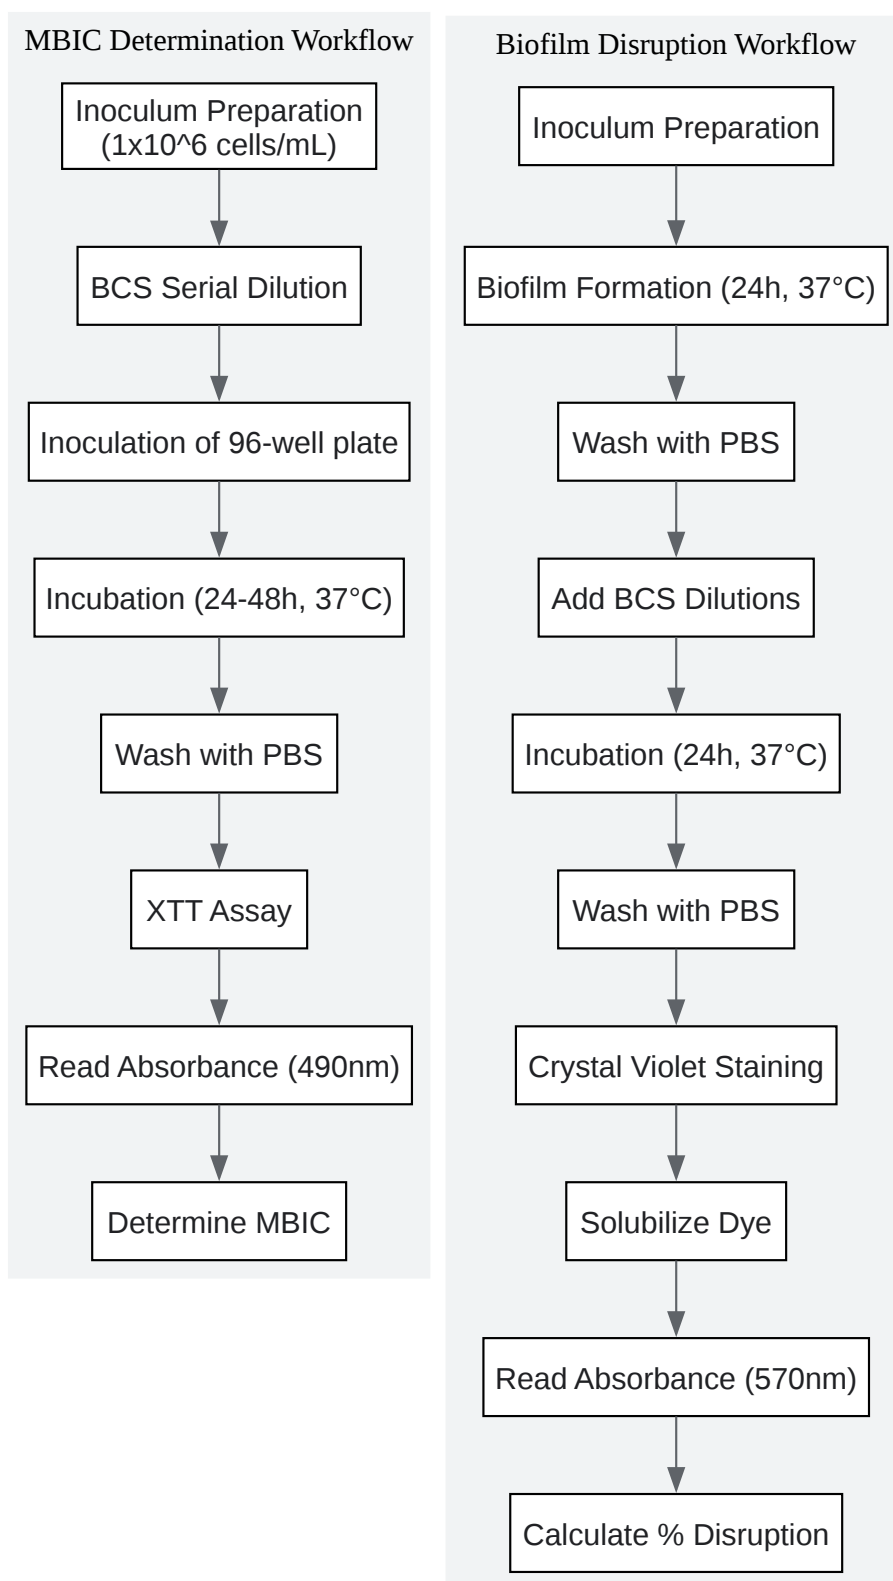 MBIC Determination Workflow
Inoculum Preparation
(1x10^6 cells/mL)
BCS Serial Dilution
Inoculation of 96-well plate
Incubation (24-48h, 37°C)
Wash with PBS
XTT Assay
Read Absorbance (490nm)
Determine MBIC
Biofilm Disruption Workflow
Inoculum Preparation
Biofilm Formation (24h, 37°C)
Wash with PBS
Add BCS Dilutions
Incubation (24h, 37°C)
Wash with PBS
Crystal Violet Staining
Solubilize Dye
Read Absorbance (570nm)
Calculate % Disruption